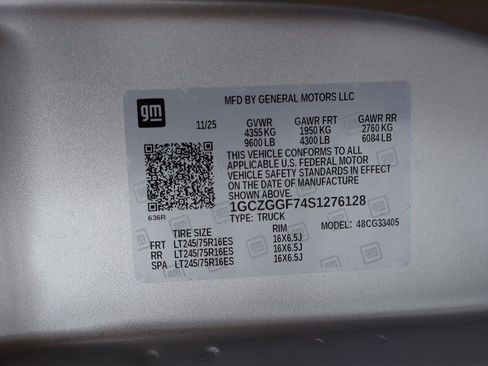 gm
MFD BY GENERAL MOTORS LLC
11/25 GVWR GAWR FRT GAWR RR
4355 KG 1950 KG 2760 KG
9600 LB 4300 LB 6084 LB
THIS VEHICLE CONFORMS TO ALL
APPLICABLE U.S. FEDERAL MOTOR
VEHICLE SAFETY STANDARDS IN EFFECT
ON THE DATE OF MANUFACTURE SHOWN ABOVE.
1GCZGGF74S1276128
636R TYPE: TRUCK MODEL: 48CG33405
TIRE SIZE RIM
FRT LT245/75R16ES 16X6.5J
RR LT245/75R16ES 16X6.5J
SPA LT245/75R16ES 16X6.5J